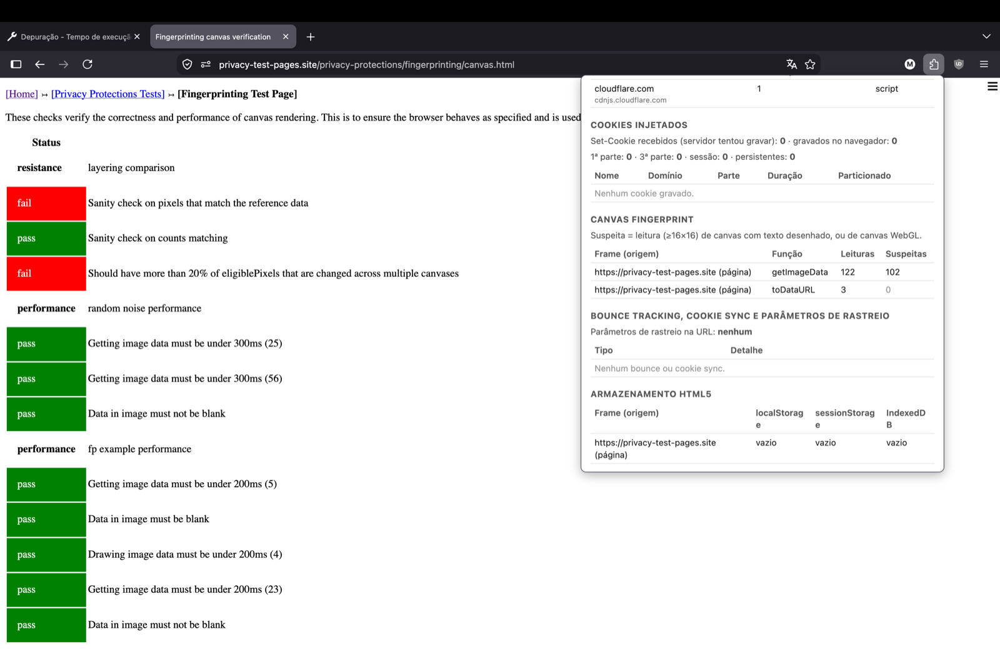 Depuração - Tempo de execuçã
Fingerprinting canvas verification
privacy-test-pages.site/privacy-protections/fingerprinting/canvas.html
M
[Home] ↣ [Privacy Protections Tests] ↣ [Fingerprinting Test Page]
These checks verify the correctness and performance of canvas rendering. This is to ensure the browser behaves as specified and is used
Status
resistance layering comparison
fail Sanity check on pixels that match the reference data
pass Sanity check on counts matching
fail Should have more than 20% of eligiblePixels that are changed across multiple canvases
performance random noise performance
pass Getting image data must be under 300ms (25)
pass Getting image data must be under 300ms (56)
pass Data in image must not be blank
performance fp example performance
pass Getting image data must be under 200ms (5)
pass Data in image must be blank
pass Drawing image data must be under 200ms (4)
pass Getting image data must be under 200ms (23)
pass Data in image must not be blank
cloudflare.com 1 script
cdnjs.cloudflare.com
COOKIES INJETADOS
Set-Cookie recebidos (servidor tentou gravar): 0 · gravados no navegador: 0
1ª parte: 0 · 3ª parte: 0 · sessão: 0 · persistentes: 0
Nome Domínio Parte Duração Particionado
Nenhum cookie gravado.
CANVAS FINGERPRINT
Suspeita = leitura (≥16×16) de canvas com texto desenhado, ou de canvas WebGL.
Frame (origem) Função Leituras Suspeitas
https://privacy-test-pages.site (página) getImageData 122 102
https://privacy-test-pages.site (página) toDataURL 3 0
BOUNCE TRACKING, COOKIE SYNC E PARÂMETROS DE RASTREIO
Parâmetros de rastreio na URL: nenhum
Tipo Detalhe
Nenhum bounce ou cookie sync.
ARMAZENAMENTO HTML5
Frame (origem) localStorag sessionStorag IndexedD
e e B
https://privacy-test-pages.site vazio vazio vazio
(página)